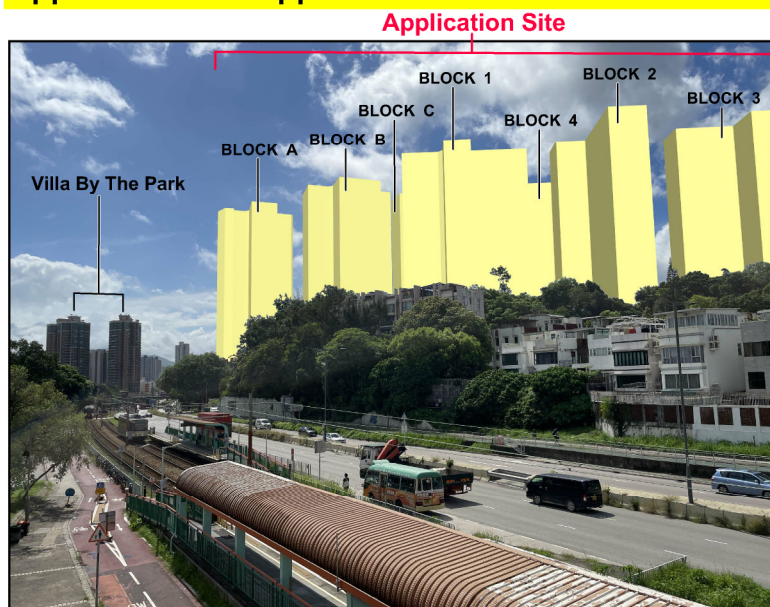 Application Site
BLOCK 1
BLOCK 2
BLOCK 3
BLOCK C
BLOCK 4
BLOCK B
BLOCK A
Villa By The Park